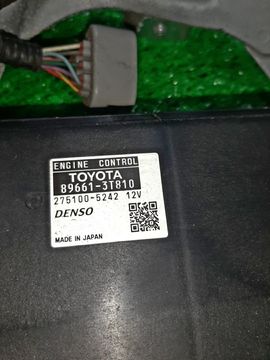 ENGINE CONTROL
TOYOTA
89661-3T810
275100-5242 12V
DENSO
MADE IN JAPAN